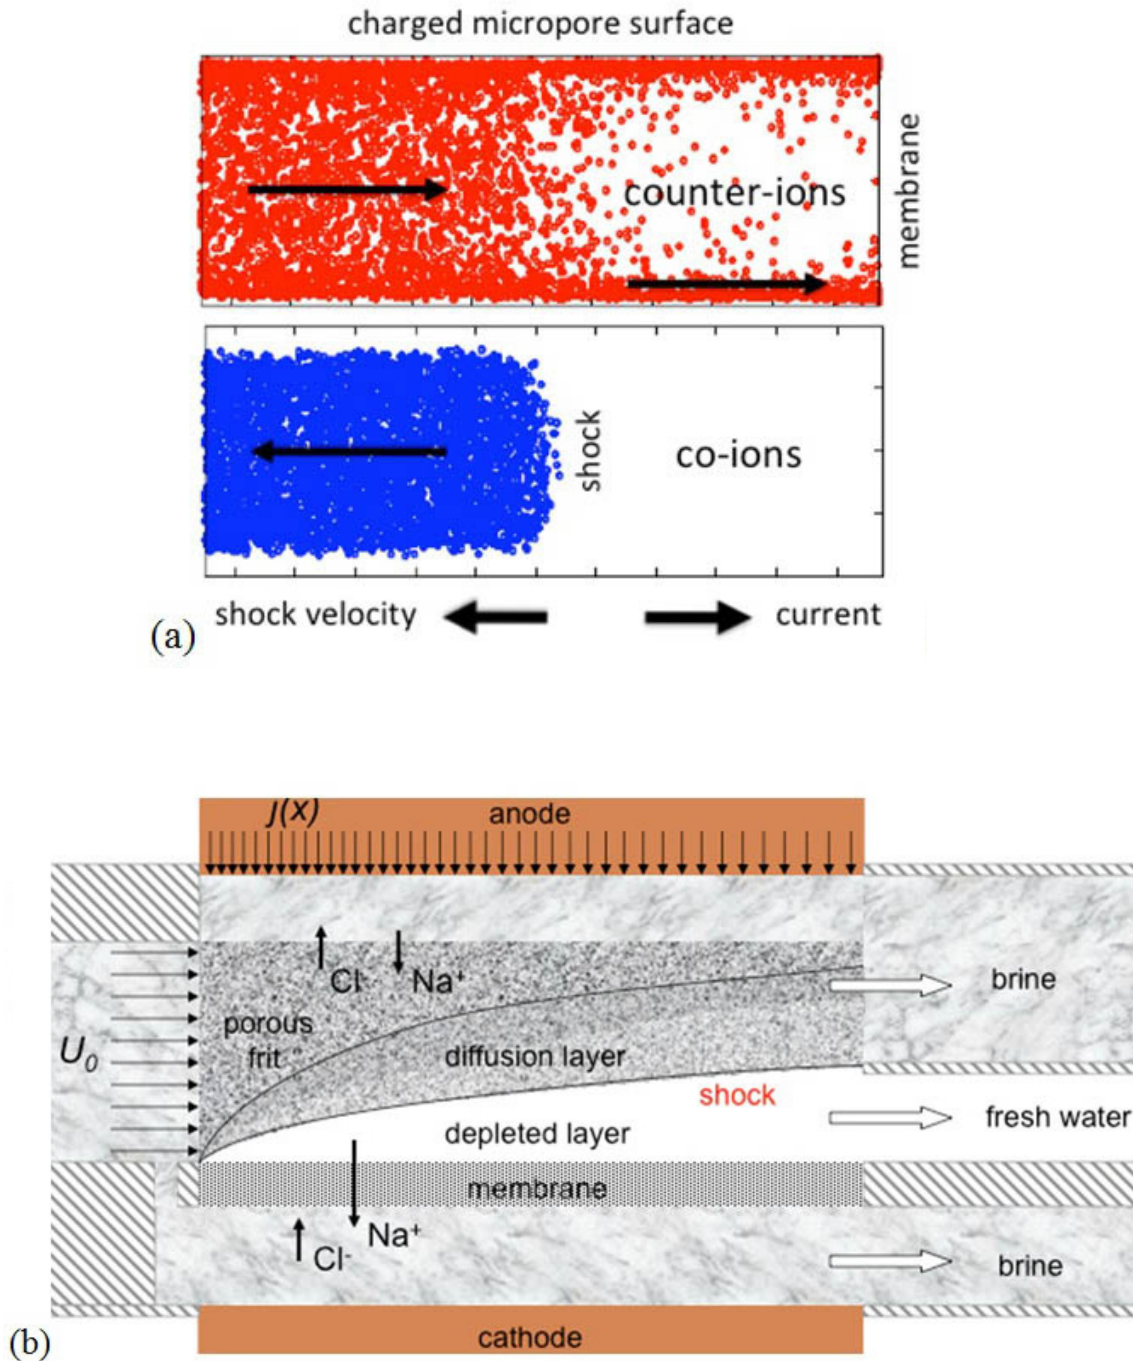 charged micropore surface
counter-ions
membrane
shock
co-ions
shock velocity
current
(a)
j(x)
anode
Cl-
Na+
brine
porous
frit
U0
diffusion layer
shock
fresh water
depleted layer
membrane
Na+
Cl-
brine
cathode
(b)